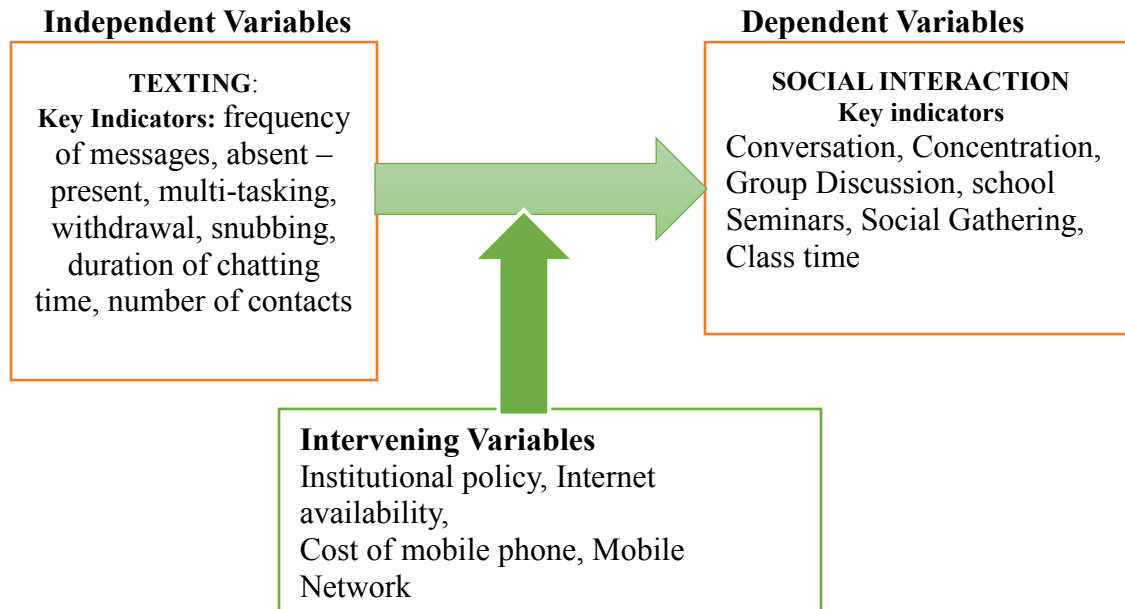 Independent Variables
TEXTING:
Key Indicators: frequency
of messages, absent –
present, multi-tasking,
withdrawal, snubbing,
duration of chatting
time, number of contacts
Dependent Variables
SOCIAL INTERACTION
Key indicators
Conversation, Concentration,
Group Discussion, school
Seminars, Social Gathering,
Class time
Intervening Variables
Institutional policy, Internet
availability,
Cost of mobile phone, Mobile
Network